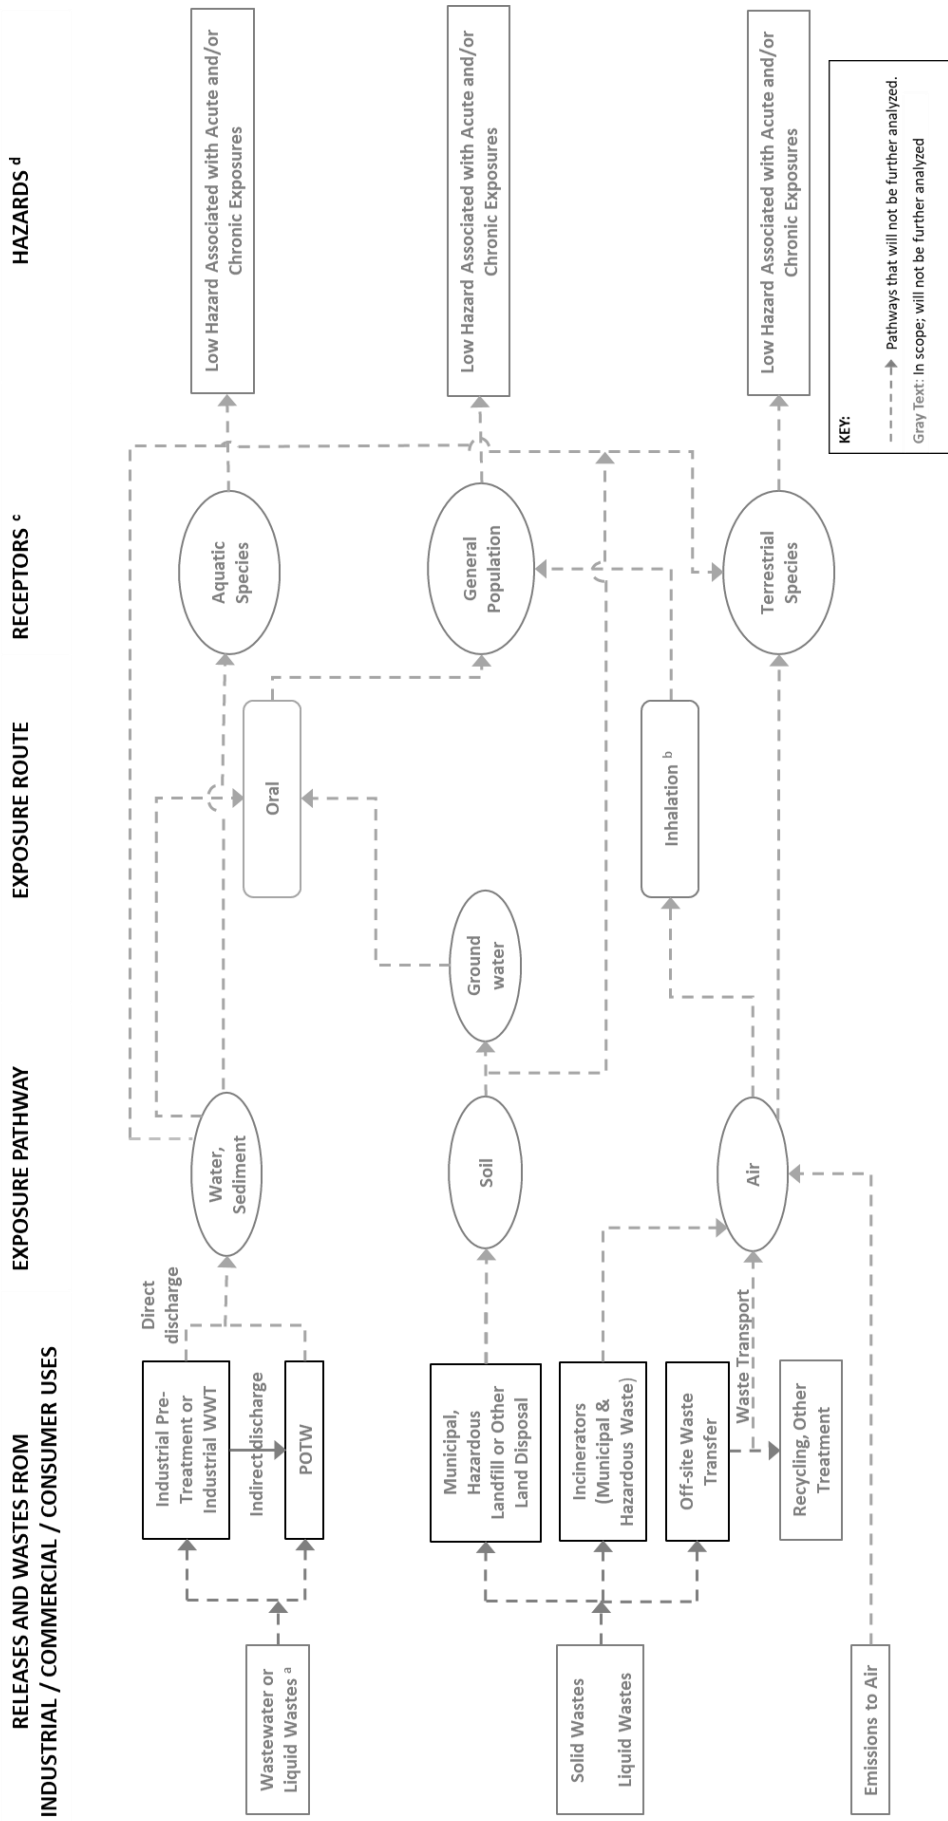 RELEASES AND WASTES FROM
INDUSTRIAL / COMMERCIAL / CONSUMER USES
EXPOSURE PATHWAY
EXPOSURE ROUTE
RECEPTORS c
HAZARDS d
Wastewater or
Liquid Wastes a
Industrial Pre-
Treatment or
Industrial WWT
Indirect discharge
POTW
Direct
discharge
Water,
Sediment
Oral
Aquatic
Species
Low Hazard Associated with Acute and/or
Chronic Exposures
Solid Wastes
Liquid Wastes
Municipal,
Hazardous
Landfill or Other
Land Disposal
Incinerators
(Municipal &
Hazardous Waste)
Off-site Waste
Transfer
Waste Transport
Recycling, Other
Treatment
Soil
Ground
water
General
Population
Low Hazard Associated with Acute and/or
Chronic Exposures
Emissions to Air
Air
Inhalation b
Terrestrial
Species
Low Hazard Associated with Acute and/or
Chronic Exposures
KEY:
Pathways that will not be further analyzed.
Gray Text: In scope; will not be further analyzed